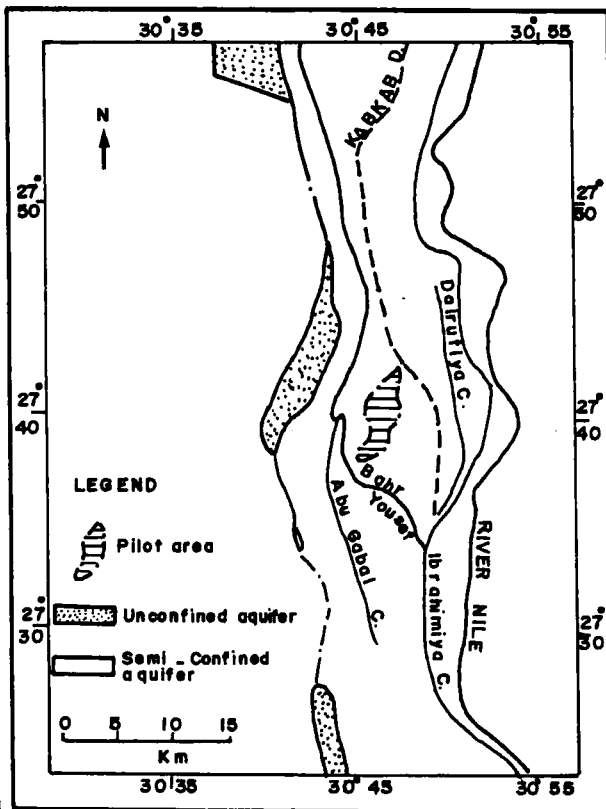 30° 35
30° 45
30° 55
N
KABKAB D.
27°
50
27°
50
Dairutiya C.
27°
40
27°
40
Bahr
Yousef
Abu Gabal C.
LEGEND
Pilot area
Unconfined aquifer
Semi - Confined
aquifer
Ibrahimiya C.
RIVER NILE
27°
30
27°
30
0 5 10 15
Km
30° 35
30° 45
30° 55